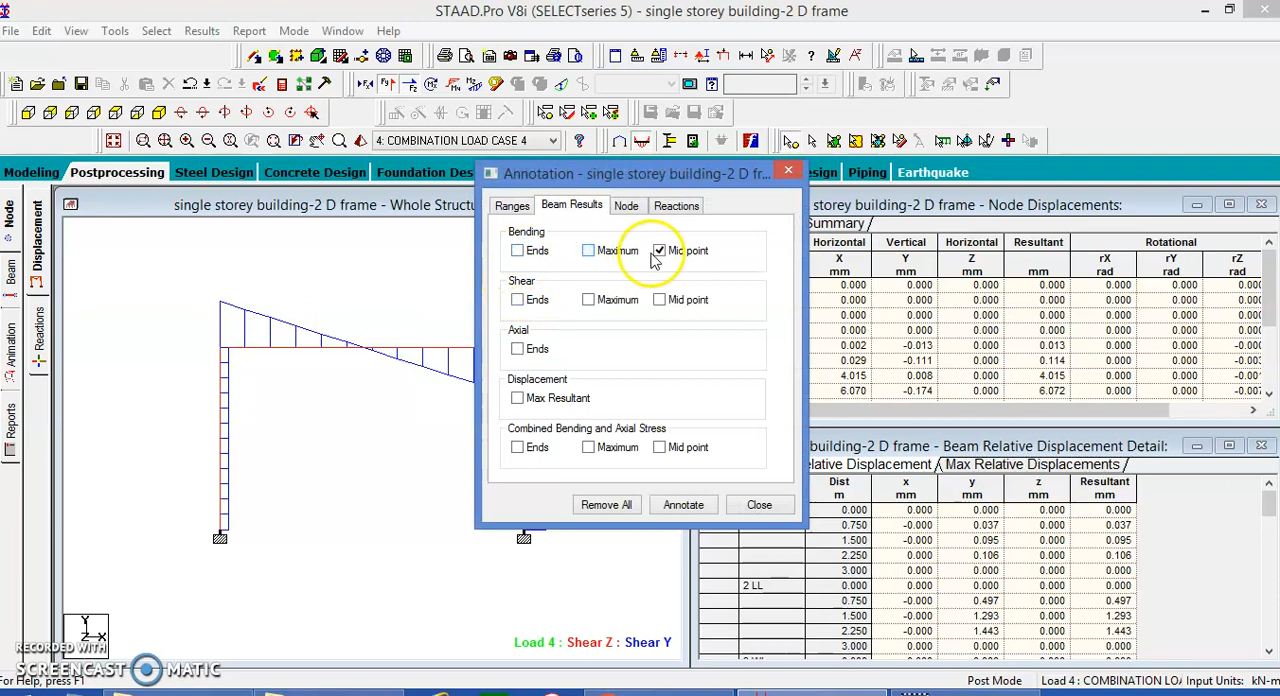 STAAD.Pro V8i (SELECTseries 5) - single storey building-2 D frame
File Edit View Tools Select Results Report Mode Window Help
4: COMBINATION LOAD CASE 4
Modeling Postprocessing Steel Design Concrete Design Foundation Des
sign Piping Earthquake
Node
Beam
Animation
Reports
Displacement
Reactions
single storey building-2 D frame - Whole Structu
Load 4 : Shear Z : Shear Y
Y
Z X
Annotation - single storey building-2 D fr...
Ranges Beam Results Node Reactions
Bending
Ends Maximum Mid point
Shear
Ends Maximum Mid point
Axial
Ends
Displacement
Max Resultant
Combined Bending and Axial Stress
Ends Maximum Mid point
Remove All Annotate Close
storey building-2 D frame - Node Displacements:
Summary
Horizontal Vertical Horizontal Resultant Rotational
X Y Z rX rY rZ
mm mm mm mm rad rad rad
0.000 0.000 0.000 0.000 0.000 0.000 0.000
0.000 0.000 0.000 0.000 0.000 0.000 0.000
0.000 0.000 0.000 0.000 0.000 0.000 0.000
0.000 0.000 0.000 0.000 0.000 0.000 0.000
0.002 -0.013 0.000 0.013 0.000 0.000 -0.000
0.029 -0.111 0.000 0.114 0.000 0.000 -0.000
4.015 0.008 0.000 4.015 0.000 0.000 -0.001
6.070 -0.174 0.000 6.072 0.000 0.000 -0.00
building-2 D frame - Beam Relative Displacement Detail:
elative Displacement Max Relative Displacements
Dist x y z Resultant
m mm mm mm mm
0.000 0.000 0.000 0.000 0.000
0.750 -0.000 0.037 0.000 0.037
1.500 -0.000 0.095 0.000 0.095
2.250 -0.000 0.106 0.000 0.106
3.000 0.000 0.000 0.000 0.000
2 LL 0.000 0.000 0.000 0.000 0.000
0.750 -0.000 0.497 0.000 0.497
1.500 -0.000 1.293 0.000 1.293
2.250 -0.000 1.443 0.000 1.443
3.000 0.000 0.000 0.000 0.000
RECORDED WITH
SCREENCAST MATIC
For Help, press F1
Post Mode Load 4 : COMBINATION LOA Input Units: kN-m